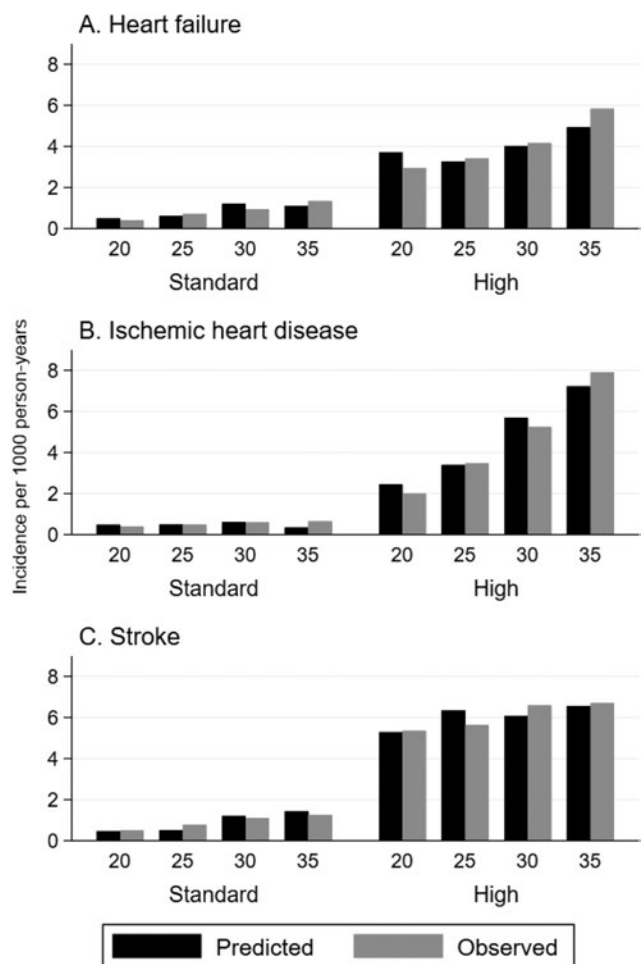 A. Heart failure
8
6
4
2
0
20 25 30 35 20 25 30 35
Standard High
Incidence per 1000 person-years
B. Ischemic heart disease
8
6
4
2
0
20 25 30 35 20 25 30 35
Standard High
C. Stroke
8
6
4
2
0
20 25 30 35 20 25 30 35
Standard High
Predicted Observed